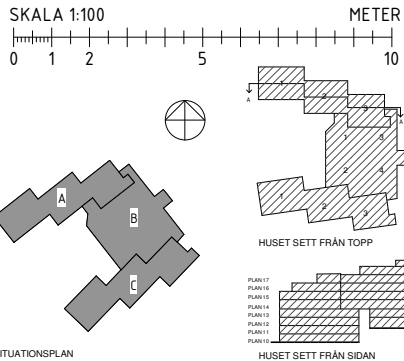 SKALA 1:100 METER
0 1 2 5 10
A
B
C
ITUATIONSPLAN
1
2
3
A
A
1 3
2 4
1
2
3
HUSET SETT FRÅN TOPP
PLAN 17
PLAN 16
PLAN 15
PLAN 14
PLAN 13
PLAN 12
PLAN 11
PLAN 10
HUSET SETT FRÅN SIDAN